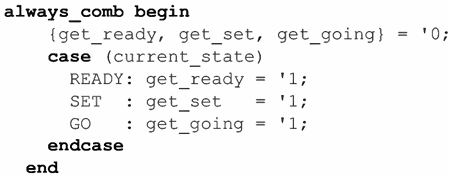 always_comb begin
    {get_ready, get_set, get_going} = '0;
    case (current_state)
      READY: get_ready = '1;
      SET  : get_set   = '1;
      GO   : get_going = '1;
    endcase
  end